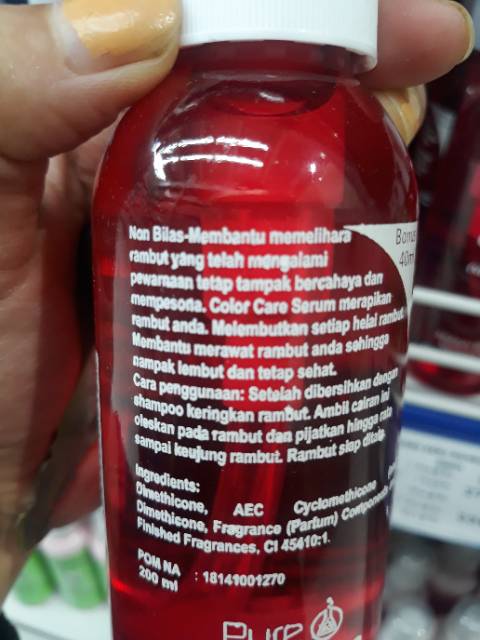 Non Bilas-Membantu memelihara
rambut yang telah mengalami
pewarnaan tetap tampak bercahaya dan
mempesona. Color Care Serum merapikan
rambut anda. Melembutkan setiap helai rambut
Membantu merawat rambut anda sehingga
nampak lembut dan tetap sehat.
Cara penggunaan: Setelah dibersihkan dengan
shampoo keringkan rambut. Ambil cairan ini
oleskan pada rambut dan pijatkan hingga rata
sampai keujung rambut. Rambut siap ditata
Bonus
40ml
Ingredients:
Dimethicone, AEC Cyclomethicone
Dimethicone, Fragrance (Partum) Components
Finished Fragrances, CI 45410:1.
POM NA : 18141001270
200 ml
Pure